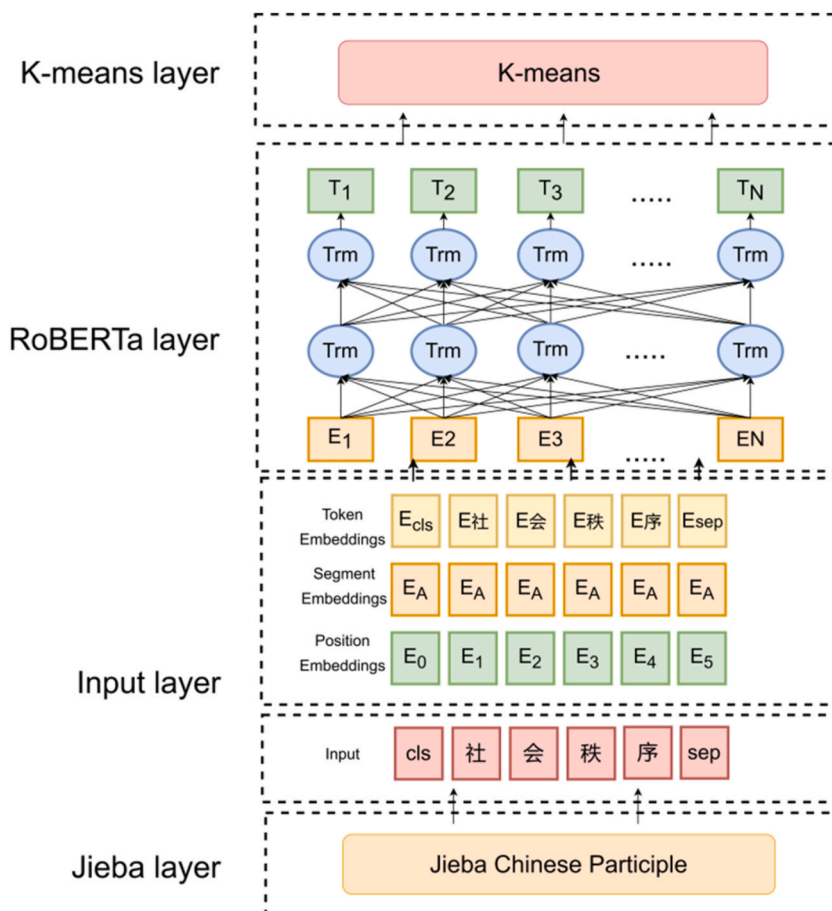 K-means layer
K-means
T1 T2 T3 ..... TN
Trm Trm Trm ..... Trm
RoBERTa layer
Trm Trm Trm ..... Trm
E1 E2 E3 ..... EN
Token
Embeddings
Ecls E社 E会 E秩 E序 Esep
Segment
Embeddings
EA EA EA EA EA EA
Position
Embeddings
E0 E1 E2 E3 E4 E5
Input layer
Input
cls 社 会 秩 序 sep
Jieba layer
Jieba Chinese Participle